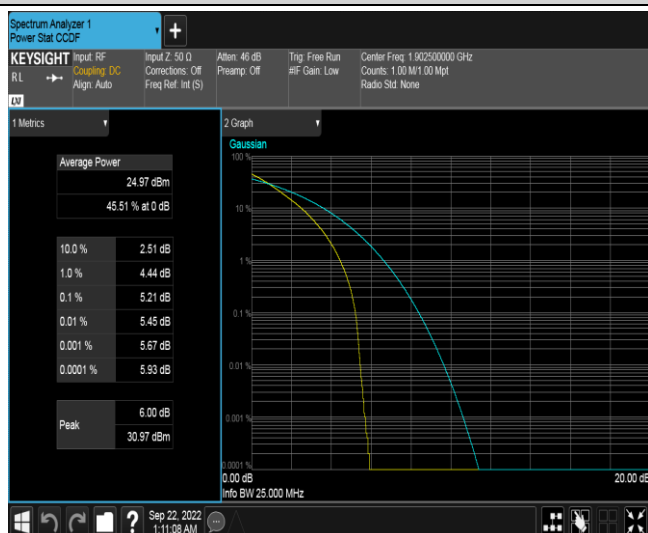 Spectrum Analyzer 1
Power Stat CCDF
+
KEYSIGHT
RL
LXI
Input: RF
Coupling: DC
Align: Auto
Input Z: 50 Ω
Corrections: Off
Freq Ref: Int (S)
Atten: 46 dB
Preamp: Off
Trig: Free Run
#IF Gain: Low
Center Freq: 1.902500000 GHz
Counts: 1.00 M/1.00 Mpt
Radio Std: None
1 Metrics
Average Power
24.97 dBm
45.51 % at 0 dB
10.0 % 2.51 dB
1.0 % 4.44 dB
0.1 % 5.21 dB
0.01 % 5.45 dB
0.001 % 5.67 dB
0.0001 % 5.93 dB
Peak
6.00 dB
30.97 dBm
2 Graph
Gaussian
100 %
10 %
1 %
0.1 %
0.01 %
0.001 %
0.0001 %
0.00 dB 20.00 dB
Info BW 25.000 MHz
?
Sep 22, 2022
1:11:08 AM